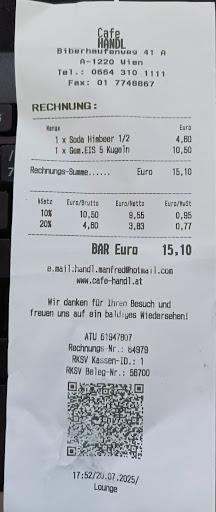 Cafe
HANDL
Biberhaufenweg 41 A
A-1220 Wien
Tel.: 0664 310 1111
Fax: 01 7748867
RECHNUNG:
Menge Euro
1 x Soda Himbeer 1/2 4,60
1 x Gem.EIS 5 Kugeln 10,50
Rechnungs-Summe...... Euro 15,10
%Satz Euro/Brutto Euro/Netto Euro/MwSt
10% 10,50 9,55 0,95
20% 4,60 3,83 0,77
BAR Euro 15,10
e.mail:handl.manfred@hotmail.com
www.cafe-handl.at
Wir danken für Ihren Besuch und
freuen uns auf ein baldiges Wiedersehen!
ATU 61947807
Rechnungs-Nr.: 64979
RKSV Kassen-ID.: 1
RKSV Beleg-Nr.: 56700
17:52/20.07.2025/
Lounge